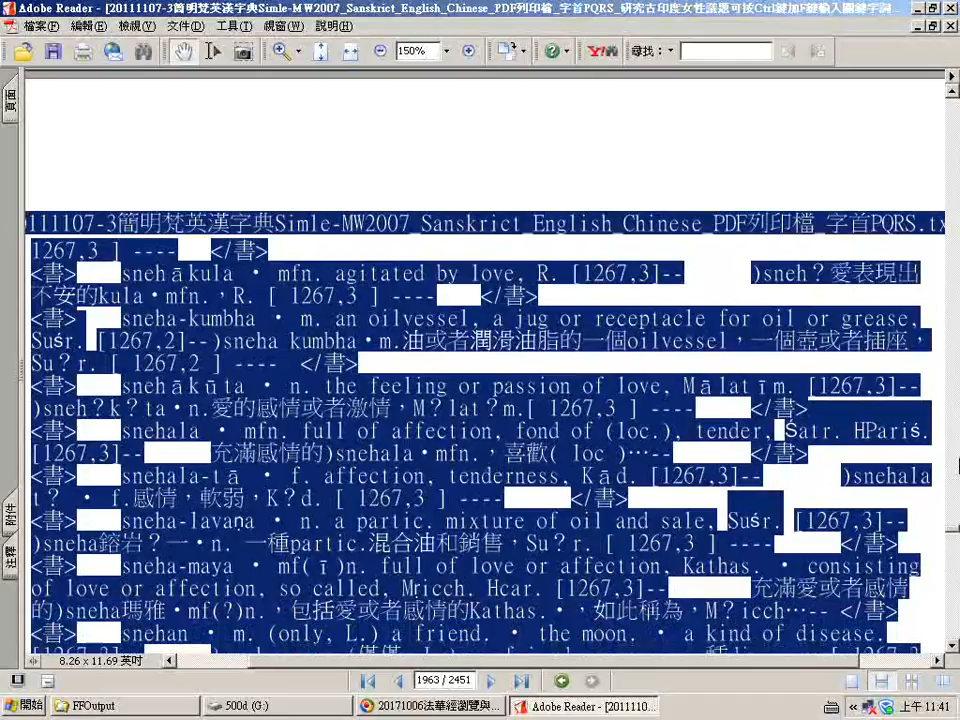 Adobe Reader - [20111107-3簡明梵英漢字典Simle-MW2007_Sanskrict_English_Chinese_PDF列印檔_字首PQRS_研究古印度女性議題可按Ctrl鍵加F鍵輸入關鍵字詞...
檔案(F) 編輯(E) 檢視(V) 文件(D) 工具(T) 視窗(W) 說明(H)
150% Y! 尋找:
頁面
111107-3簡明梵英漢字典Simle-MW2007_Sanskrict_English_Chinese_PDF列印檔_字首PQRS.tx
1267,3 ] ---- </書>
<書> snehākula • mfn. agitated by love, R. [1267,3]-- )sneh？愛表現出
不安的kula•mfn.，R. [ 1267,3 ] ---- </書>
<書> sneha-kumbha • m. an oilvessel, a jug or receptacle for oil or grease,
Suśr. [1267,2]--)sneha kumbha•m.油或者潤滑油脂的一個oilvessel，一個壺或者插座，
Su？r. [ 1267,2 ] ---- </書>
<書> snehākūta • n. the feeling or passion of love, Mālatīm. [1267,3]--
)sneh？k？ta•n.愛的感情或者激情，M？lat？m.[ 1267,3 ] ---- </書>
<書> snehala • mfn. full of affection, fond of (loc.), tender, Śatr. HPariś.
[1267,3]-- 充滿感情的)snehala•mfn.，喜歡( loc )…-- </書>
<書> snehala-tā • f. affection, tenderness, Kād. [1267,3]-- )snehala
t？ • f.感情，軟弱，K？d. [ 1267,3 ] ---- </書>
<書> sneha-lavaṇa • n. a partic. mixture of oil and sale, Suśr. [1267,3]--
)sneha鎔岩？一•n. 一種partic.混合油和銷售，Su？r. [ 1267,3 ] ---- </書>
<書> sneha-maya • mf(ī)n. full of love or affection, Kathas. • consisting
of love or affection, so called, Mṛicch. Hcar. [1267,3]-- 充滿愛或者感情
的)sneha瑪雅•mf(?)n.，包括愛或者感情的Kathas.•，如此稱為，M？icch…-- </書>
<書> snehan • m. (only, L.) a friend. • the moon. • a kind of disease.
附件
注釋
8.26 x 11.69 英吋
1963 / 2451
開始 FFOutput 500d (G:) 20171006法華經瀏覽與... Adobe Reader - [2011110... 上午 11:41